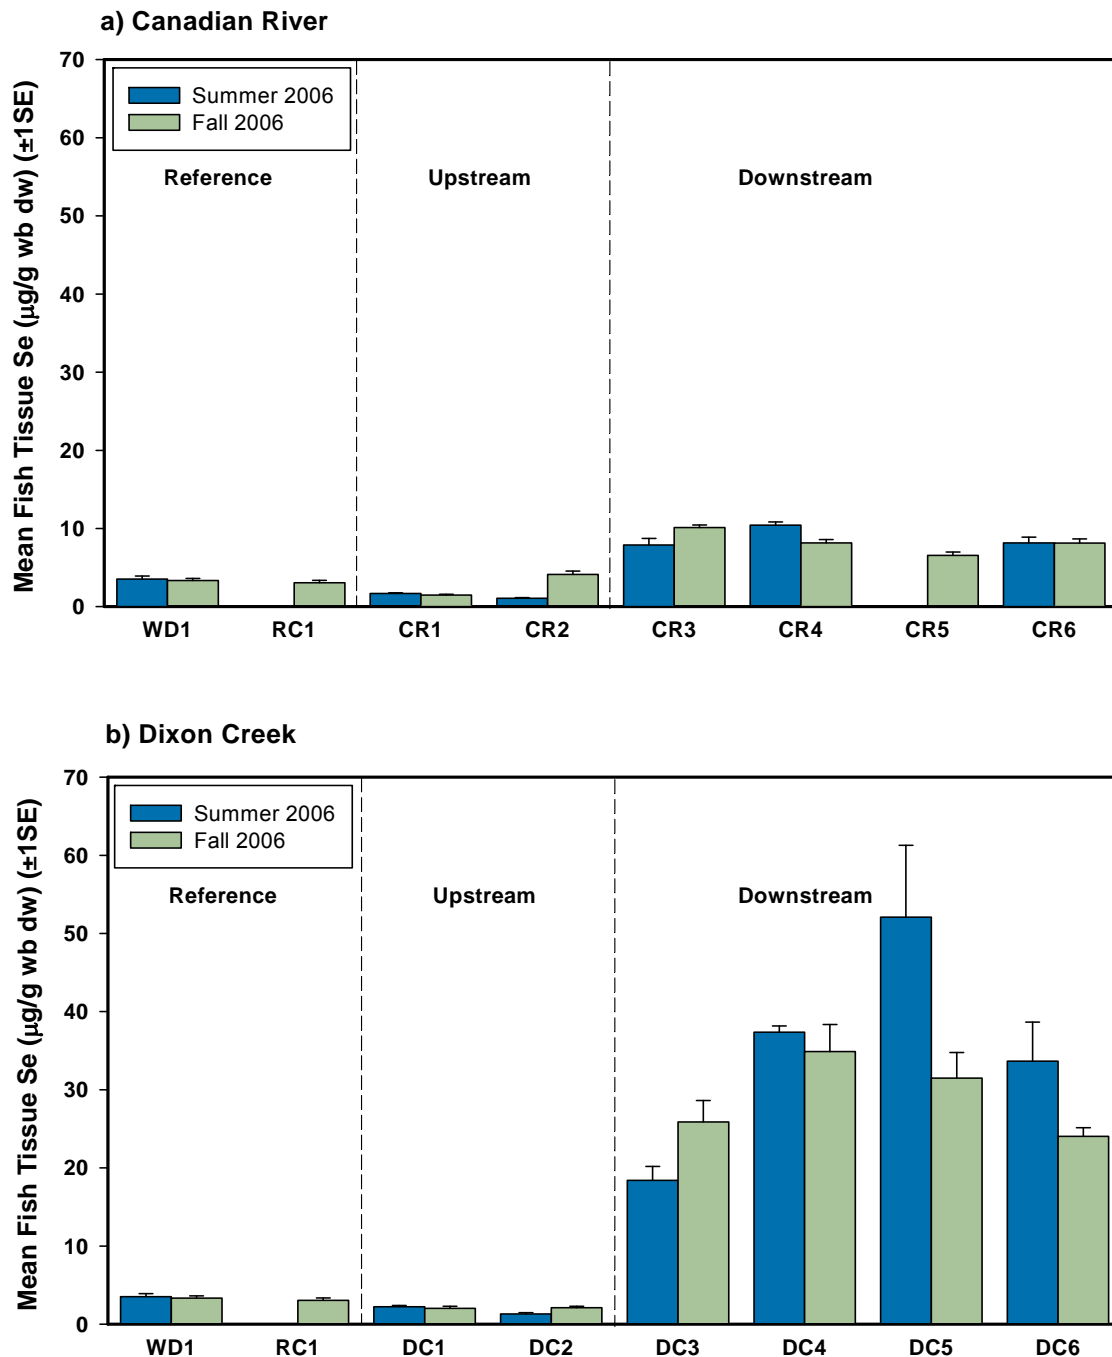 a) Canadian River
Mean Fish Tissue Se (µg/g wb dw) (±1SE)
70
60
50
40
30
20
10
0
Summer 2006
Fall 2006
Reference
Upstream
Downstream
WD1 RC1 CR1 CR2 CR3 CR4 CR5 CR6
b) Dixon Creek
Mean Fish Tissue Se (µg/g wb dw) (±1SE)
70
60
50
40
30
20
10
0
Summer 2006
Fall 2006
Reference
Upstream
Downstream
WD1 RC1 DC1 DC2 DC3 DC4 DC5 DC6